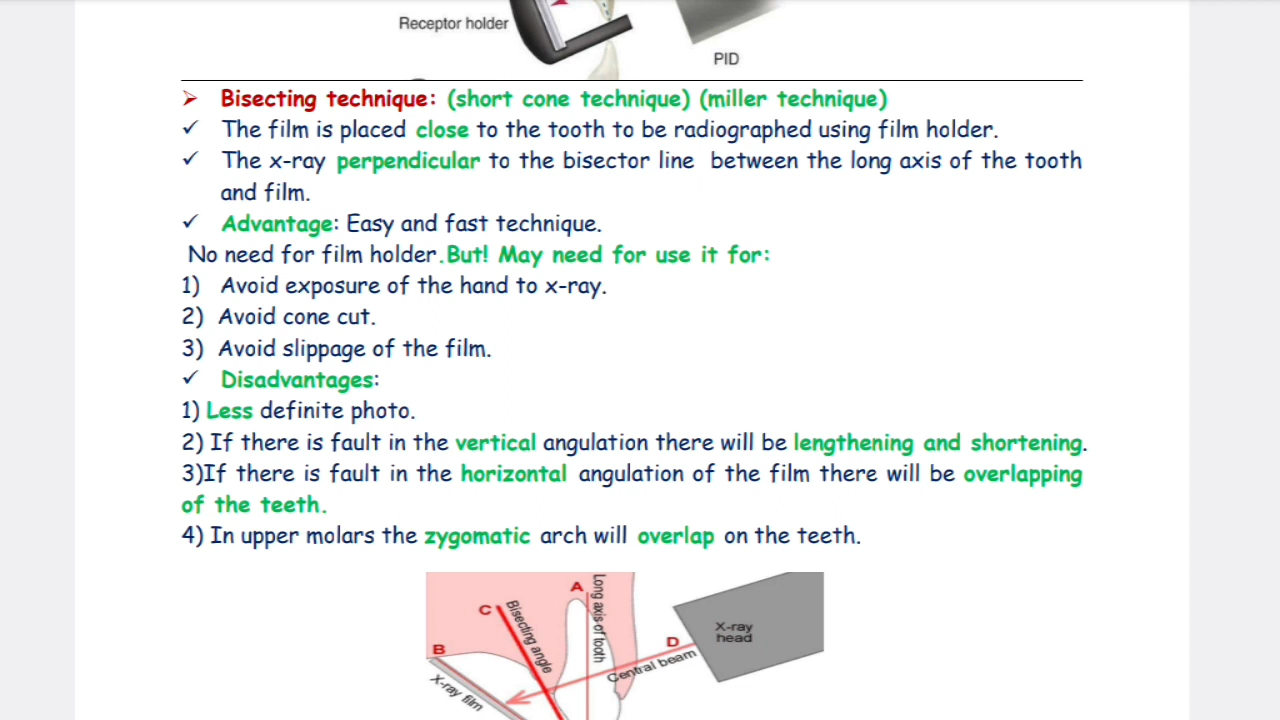 Receptor holder
PID
➢ Bisecting technique: (short cone technique) (miller technique)
✓ The film is placed close to the tooth to be radiographed using film holder.
✓ The x-ray perpendicular to the bisector line between the long axis of the tooth
and film.
✓ Advantage: Easy and fast technique.
No need for film holder.But! May need for use it for:
1) Avoid exposure of the hand to x-ray.
2) Avoid cone cut.
3) Avoid slippage of the film.
✓ Disadvantages:
1) Less definite photo.
2) If there is fault in the vertical angulation there will be lengthening and shortening.
3)If there is fault in the horizontal angulation of the film there will be overlapping
of the teeth.
4) In upper molars the zygomatic arch will overlap on the teeth.
A
Long axis of tooth
C
Bisecting angle
X-ray
head
D
Central beam
B
X-ray film